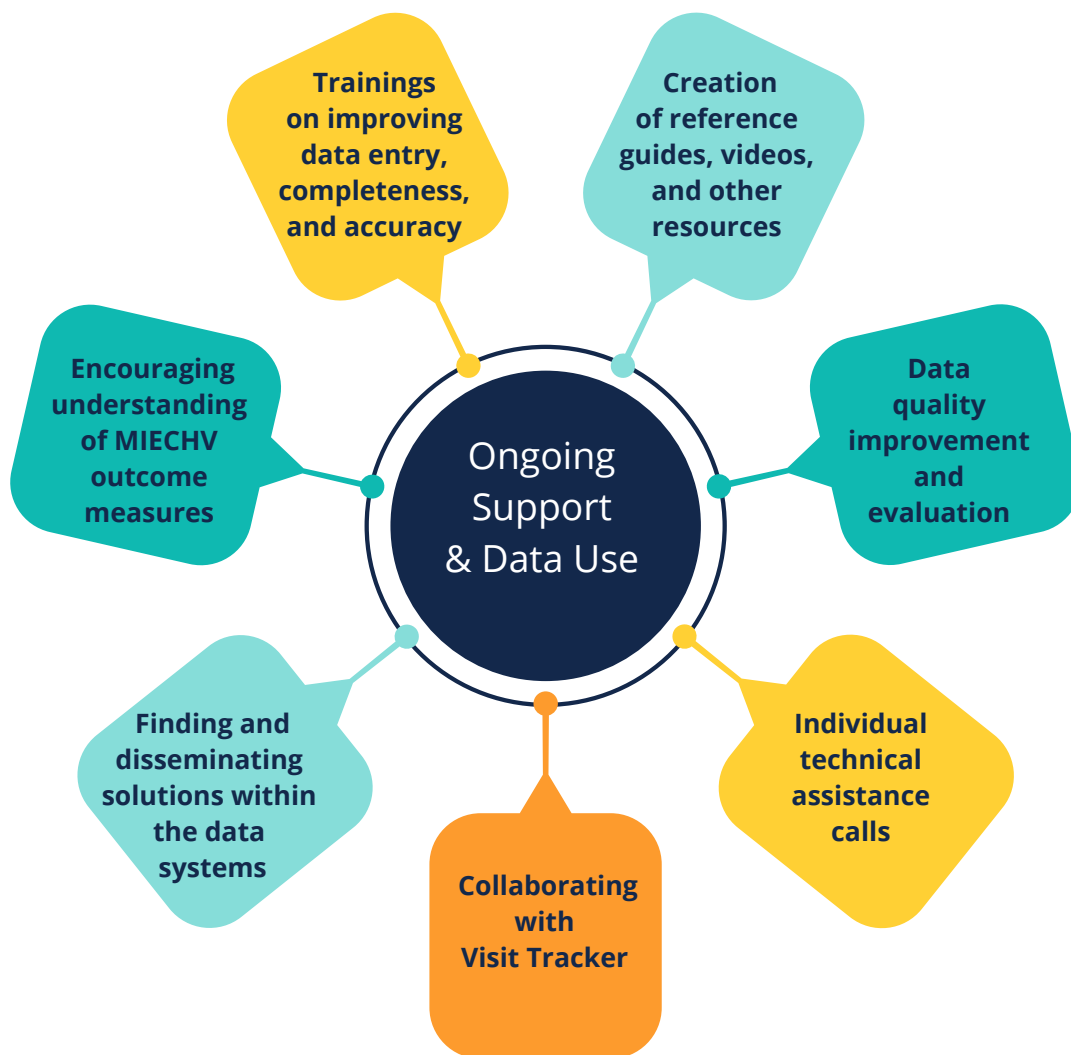 Trainings
on improving
data entry,
completeness,
and accuracy
Creation
of reference
guides, videos,
and other
resources
Encouraging
understanding
of MIECHV
outcome
measures
Ongoing
Support
& Data Use
Data
quality
improvement
and
evaluation
Finding and
disseminating
solutions within
the data
systems
Collaborating
with
Visit Tracker
Individual
technical
assistance
calls